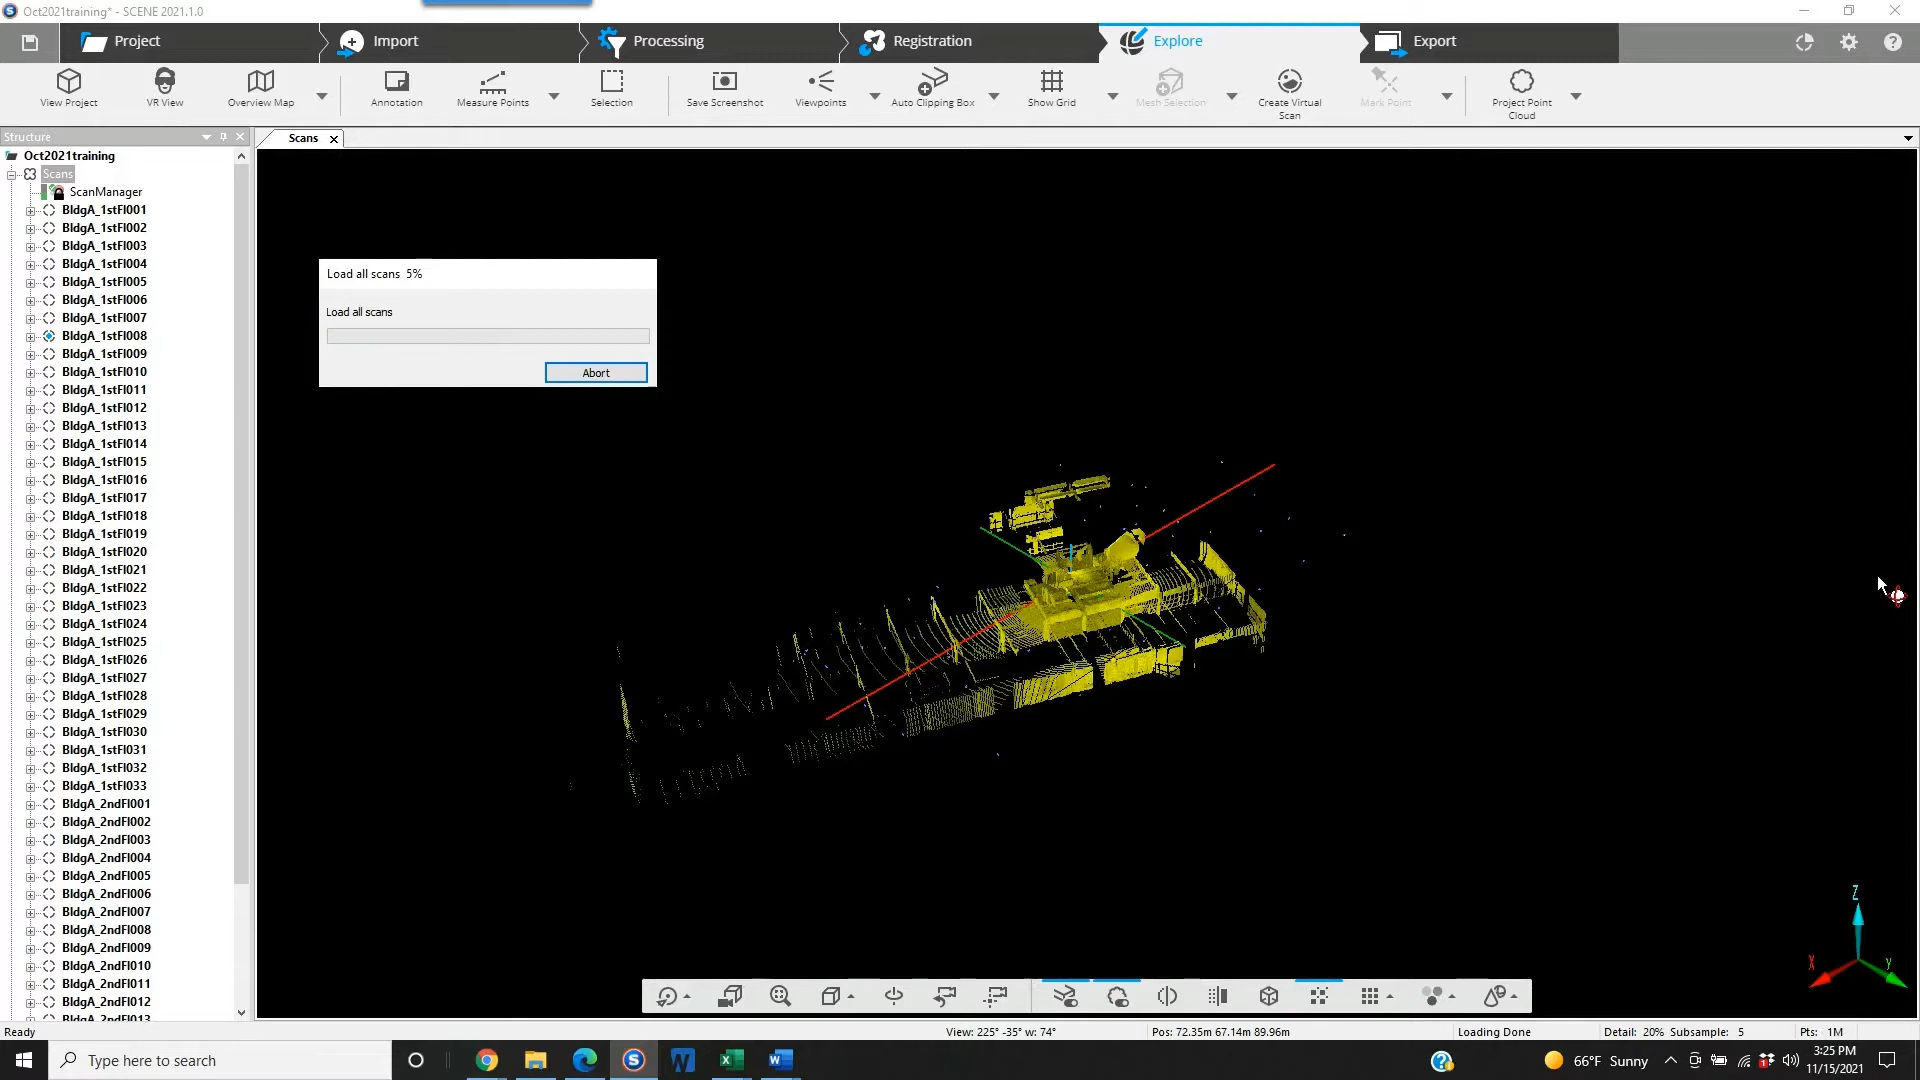 Oct2021training* - SCENE 2021.1.0
Project
Import
Processing
Registration
Explore
Export
View Project
VR View
Overview Map
Annotation
Measure Points
Selection
Save Screenshot
Viewpoints
Auto Clipping Box
Show Grid
Mesh Selection
Create Virtual
Scan
Mark Point
Project Point
Cloud
Structure
Scans
Oct2021training
Scans
ScanManager
BldgA_1stFl001
BldgA_1stFl002
BldgA_1stFl003
BldgA_1stFl004
BldgA_1stFl005
BldgA_1stFl006
BldgA_1stFl007
BldgA_1stFl008
BldgA_1stFl009
BldgA_1stFl010
BldgA_1stFl011
BldgA_1stFl012
BldgA_1stFl013
BldgA_1stFl014
BldgA_1stFl015
BldgA_1stFl016
BldgA_1stFl017
BldgA_1stFl018
BldgA_1stFl019
BldgA_1stFl020
BldgA_1stFl021
BldgA_1stFl022
BldgA_1stFl023
BldgA_1stFl024
BldgA_1stFl025
BldgA_1stFl026
BldgA_1stFl027
BldgA_1stFl028
BldgA_1stFl029
BldgA_1stFl030
BldgA_1stFl031
BldgA_1stFl032
BldgA_1stFl033
BldgA_2ndFl001
BldgA_2ndFl002
BldgA_2ndFl003
BldgA_2ndFl004
BldgA_2ndFl005
BldgA_2ndFl006
BldgA_2ndFl007
BldgA_2ndFl008
BldgA_2ndFl009
BldgA_2ndFl010
BldgA_2ndFl011
BldgA_2ndFl012
BldgA_2ndFl013
Load all scans 5%
Load all scans
Abort
Z
X
y
Ready
View: 225° -35° w: 74°
Pos: 72.35m 67.14m 89.96m
Loading Done
Detail: 20% Subsample: 5
Pts: 1M
Type here to search
66°F Sunny
3:25 PM
11/15/2021